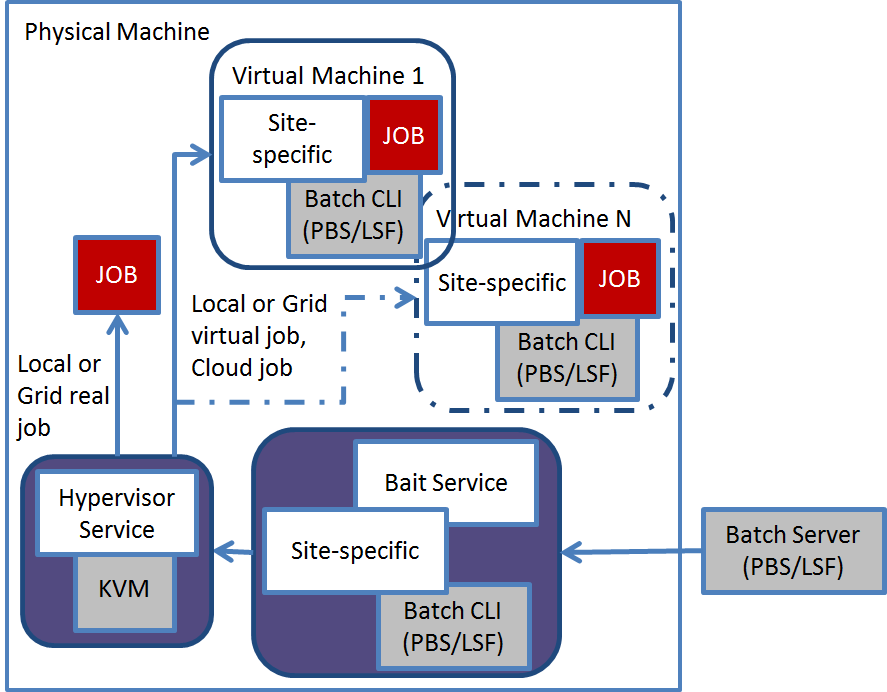 Physical Machine
Virtual Machine 1
Site-
specific
JOB
Batch CLI
(PBS/LSF)
Virtual Machine N
Site-specific
JOB
Batch CLI
(PBS/LSF)
JOB
Local or Grid
virtual job,
Cloud job
Local or
Grid real
job
Hypervisor
Service
KVM
Bait Service
Site-specific
Batch CLI
(PBS/LSF)
Batch Server
(PBS/LSF)